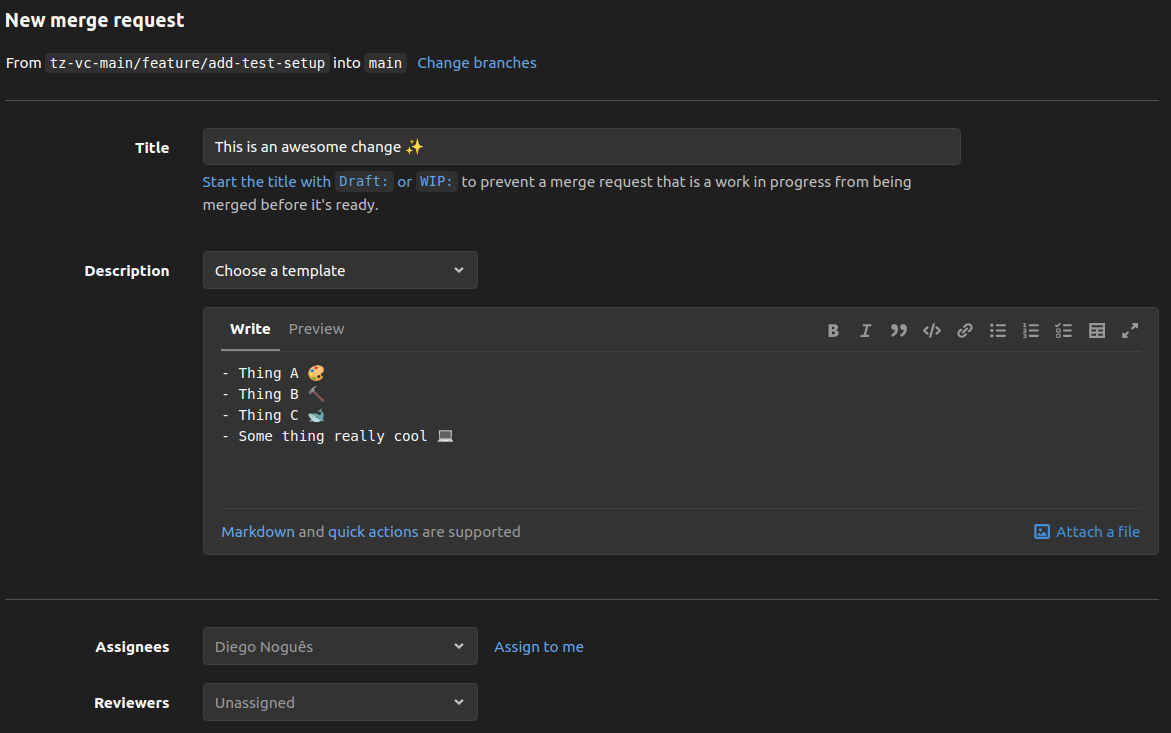 New merge request
From tz-vc-main/feature/add-test-setup into main Change branches
Title
This is an awesome change ✨
Start the title with Draft: or WIP: to prevent a merge request that is a work in progress from being
merged before it's ready.
Description
Choose a template
Write Preview
- Thing A 🎨
- Thing B 🔨
- Thing C 🐋
- Some thing really cool 💻
Markdown and quick actions are supported
Attach a file
Assignees
Diego Noguês
Assign to me
Reviewers
Unassigned